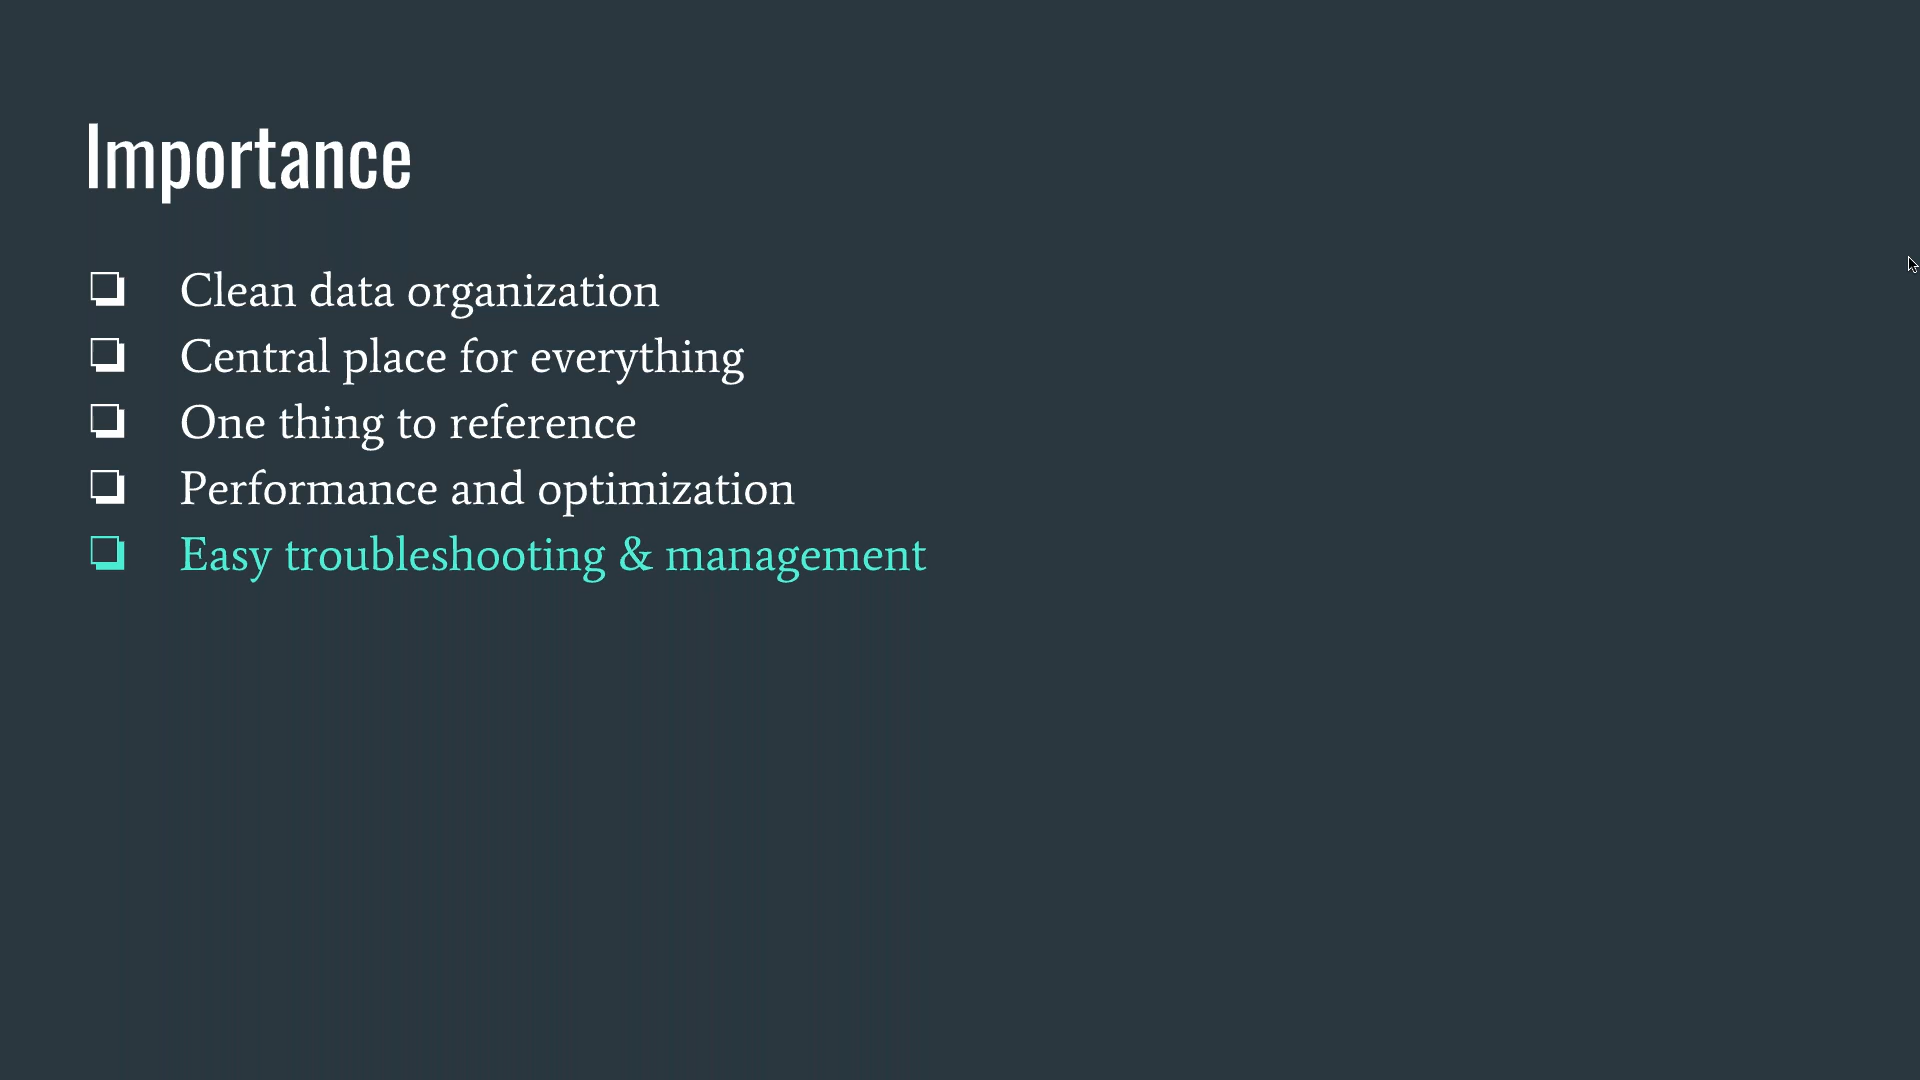 Importance
❏ Clean data organization
❏ Central place for everything
❏ One thing to reference
❏ Performance and optimization
❏ Easy troubleshooting & management